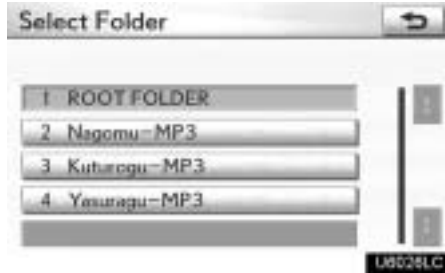 Select Folder
1 ROOT FOLDER
2 Nagomu-MP3
3 Kuturogu-MP3
4 Yasuragu-MP3
U6026LC